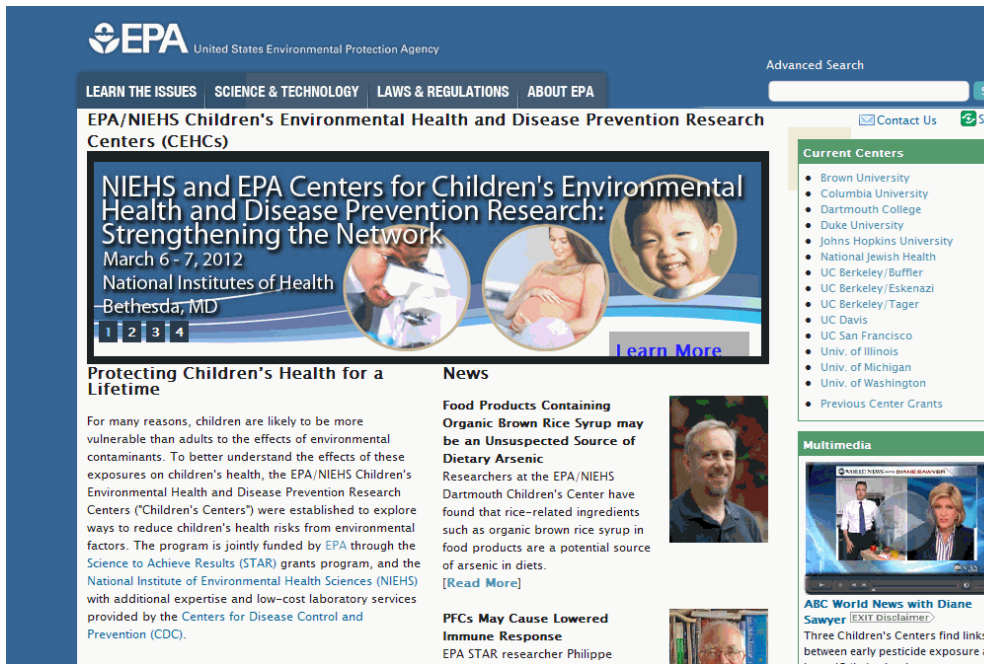 EPA United States Environmental Protection Agency
Advanced Search
LEARN THE ISSUES SCIENCE & TECHNOLOGY LAWS & REGULATIONS ABOUT EPA
EPA/NIEHS Children's Environmental Health and Disease Prevention Research
Centers (CEHCs)
Contact Us
NIEHS and EPA Centers for Children's Environmental
Health and Disease Prevention Research:
Strengthening the Network
March 6 - 7, 2012
National Institutes of Health
Bethesda, MD
1 2 3 4
Learn More
Protecting Children's Health for a
Lifetime
For many reasons, children are likely to be more
vulnerable than adults to the effects of environmental
contaminants. To better understand the effects of these
exposures on children's health, the EPA/NIEHS Children's
Environmental Health and Disease Prevention Research
Centers ("Children's Centers") were established to explore
ways to reduce children's health risks from environmental
factors. The program is jointly funded by EPA through the
Science to Achieve Results (STAR) grants program, and the
National Institute of Environmental Health Sciences (NIEHS)
with additional expertise and low-cost laboratory services
provided by the Centers for Disease Control and
Prevention (CDC).
News
Food Products Containing
Organic Brown Rice Syrup may
be an Unsuspected Source of
Dietary Arsenic
Researchers at the EPA/NIEHS
Dartmouth Children's Center have
found that rice-related ingredients
such as organic brown rice syrup in
food products are a potential source
of arsenic in diets.
[Read More]
PFCs May Cause Lowered
Immune Response
EPA STAR researcher Philippe
Current Centers
Brown University
Columbia University
Dartmouth College
Duke University
Johns Hopkins University
National Jewish Health
UC Berkeley/Buffler
UC Berkeley/Eskenazi
UC Berkeley/Tager
UC Davis
UC San Francisco
Univ. of Illinois
Univ. of Michigan
Univ. of Washington
Previous Center Grants
Multimedia
WORLD NEWS WITH DIANE SAWYER
ABC World News with Diane
Sawyer EXIT Disclaimer
Three Children's Centers find links
between early pesticide exposure